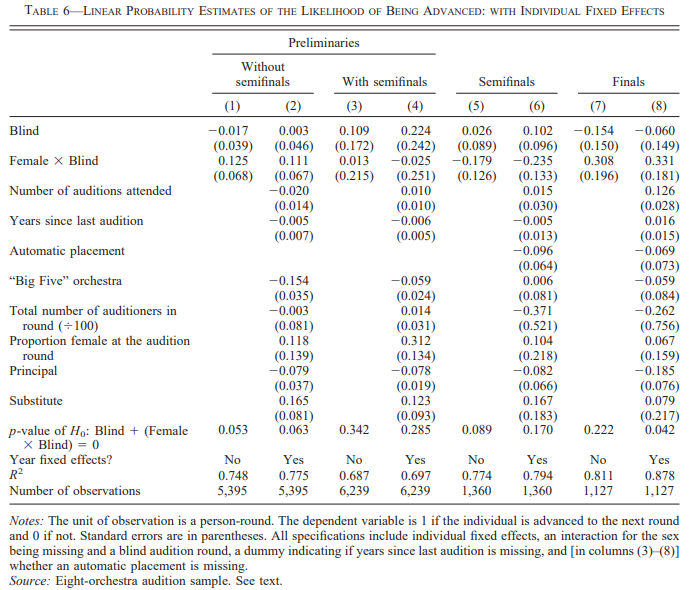 TABLE 6—LINEAR PROBABILITY ESTIMATES OF THE LIKELIHOOD OF BEING ADVANCED: WITH INDIVIDUAL FIXED EFFECTS
Preliminaries
Without semifinals With semifinals Semifinals Finals
(1) (2) (3) (4) (5) (6) (7) (8)
Blind −0.017 0.003 0.109 0.224 0.026 0.102 −0.154 −0.060
(0.039) (0.046) (0.172) (0.242) (0.089) (0.096) (0.150) (0.149)
Female × Blind 0.125 0.111 0.013 −0.025 −0.179 −0.235 0.308 0.331
(0.068) (0.067) (0.215) (0.251) (0.126) (0.133) (0.196) (0.181)
Number of auditions attended −0.020 0.010 0.015 0.126
(0.014) (0.010) (0.030) (0.028)
Years since last audition −0.005 −0.006 −0.005 0.016
(0.007) (0.005) (0.013) (0.015)
Automatic placement −0.096 −0.069
(0.064) (0.073)
“Big Five” orchestra −0.154 −0.059 0.006 −0.059
(0.035) (0.024) (0.081) (0.084)
Total number of auditioners in −0.003 0.014 −0.371 −0.262
round (÷100) (0.081) (0.031) (0.521) (0.756)
Proportion female at the audition 0.118 0.312 0.104 0.067
round (0.139) (0.134) (0.218) (0.159)
Principal −0.079 −0.078 −0.082 −0.185
(0.037) (0.019) (0.066) (0.076)
Substitute 0.165 0.123 0.167 0.079
(0.081) (0.093) (0.183) (0.217)
p-value of H0: Blind + (Female 0.053 0.063 0.342 0.285 0.089 0.170 0.222 0.042
× Blind) = 0
Year fixed effects? No Yes No Yes No Yes No Yes
R² 0.748 0.775 0.687 0.697 0.774 0.794 0.811 0.878
Number of observations 5,395 5,395 6,239 6,239 1,360 1,360 1,127 1,127
Notes: The unit of observation is a person-round. The dependent variable is 1 if the individual is advanced to the next round
and 0 if not. Standard errors are in parentheses. All specifications include individual fixed effects, an interaction for the sex
being missing and a blind audition round, a dummy indicating if years since last audition is missing, and [in columns (3)–(8)]
whether an automatic placement is missing.
Source: Eight-orchestra audition sample. See text.